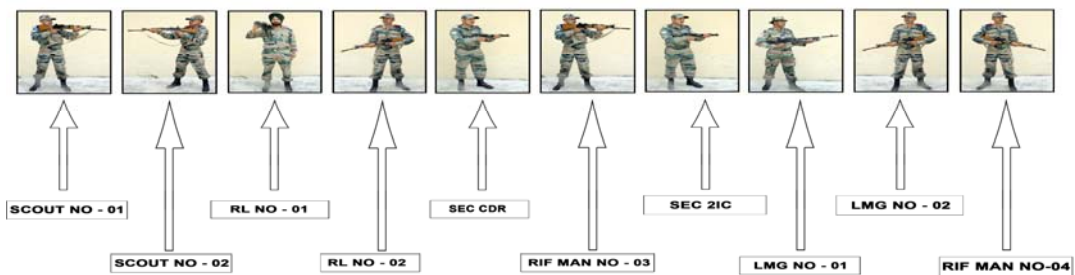 SCOUT NO - 01
SCOUT NO - 02
RL NO - 01
RL NO - 02
SEC CDR
RIF MAN NO - 03
SEC 2IC
LMG NO - 01
LMG NO - 02
RIF MAN NO-04